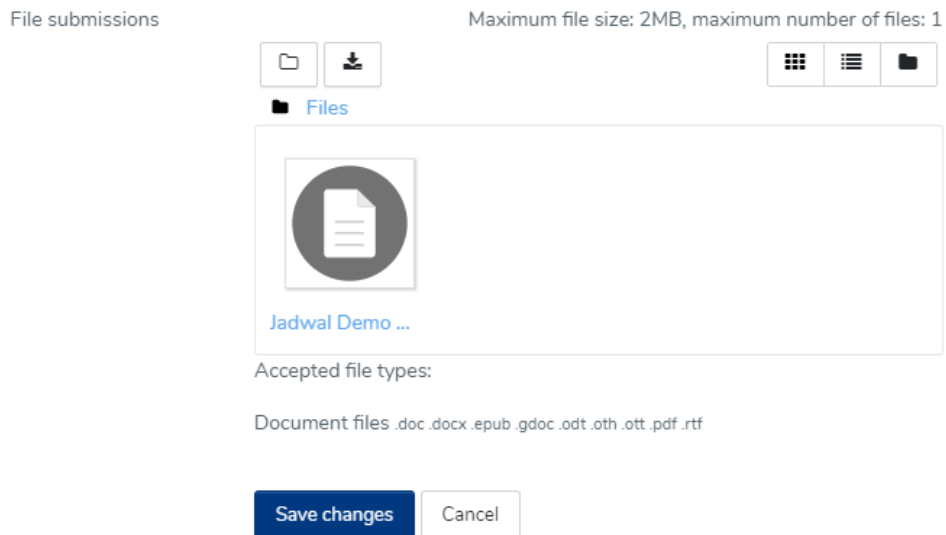 File submissions
Maximum file size: 2MB, maximum number of files: 1
Files
Jadwal Demo ...
Accepted file types:
Document files .doc .docx .epub .gdoc .odt .oth .ott .pdf .rtf
Save changes
Cancel